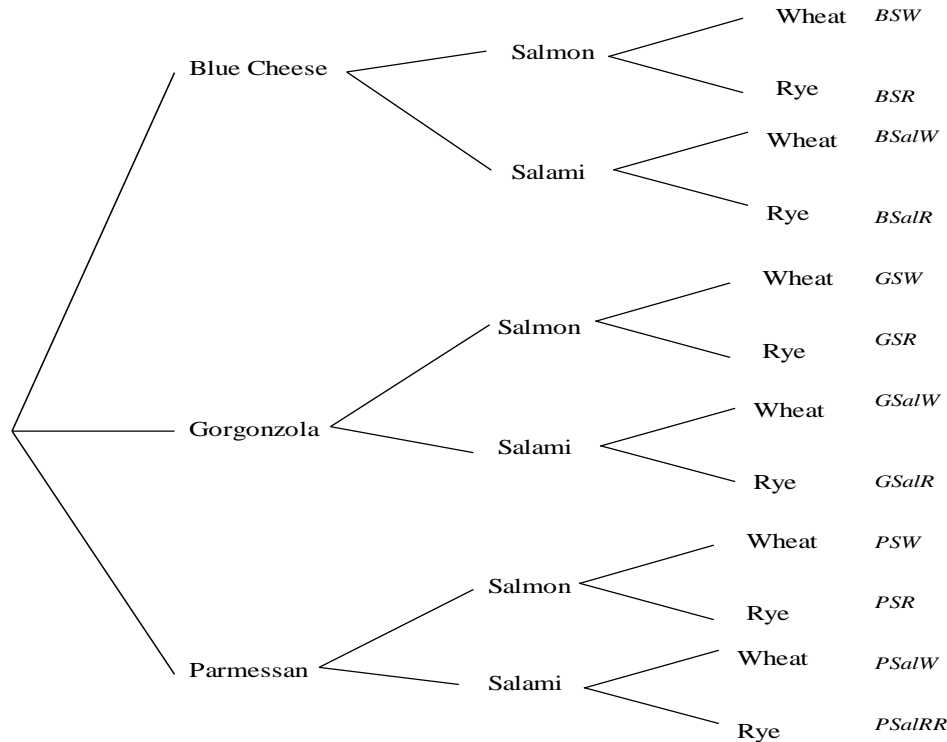 Wheat BSW
Salmon
Blue Cheese
Rye BSR
Wheat BSalW
Salami
Rye BSalR
Wheat GSW
Salmon
Rye GSR
Wheat GSalW
Gorgonzola
Salami
Rye GSalR
Wheat PSW
Salmon
Rye PSR
Wheat PSalW
Parmessan
Salami
Rye PSalRR